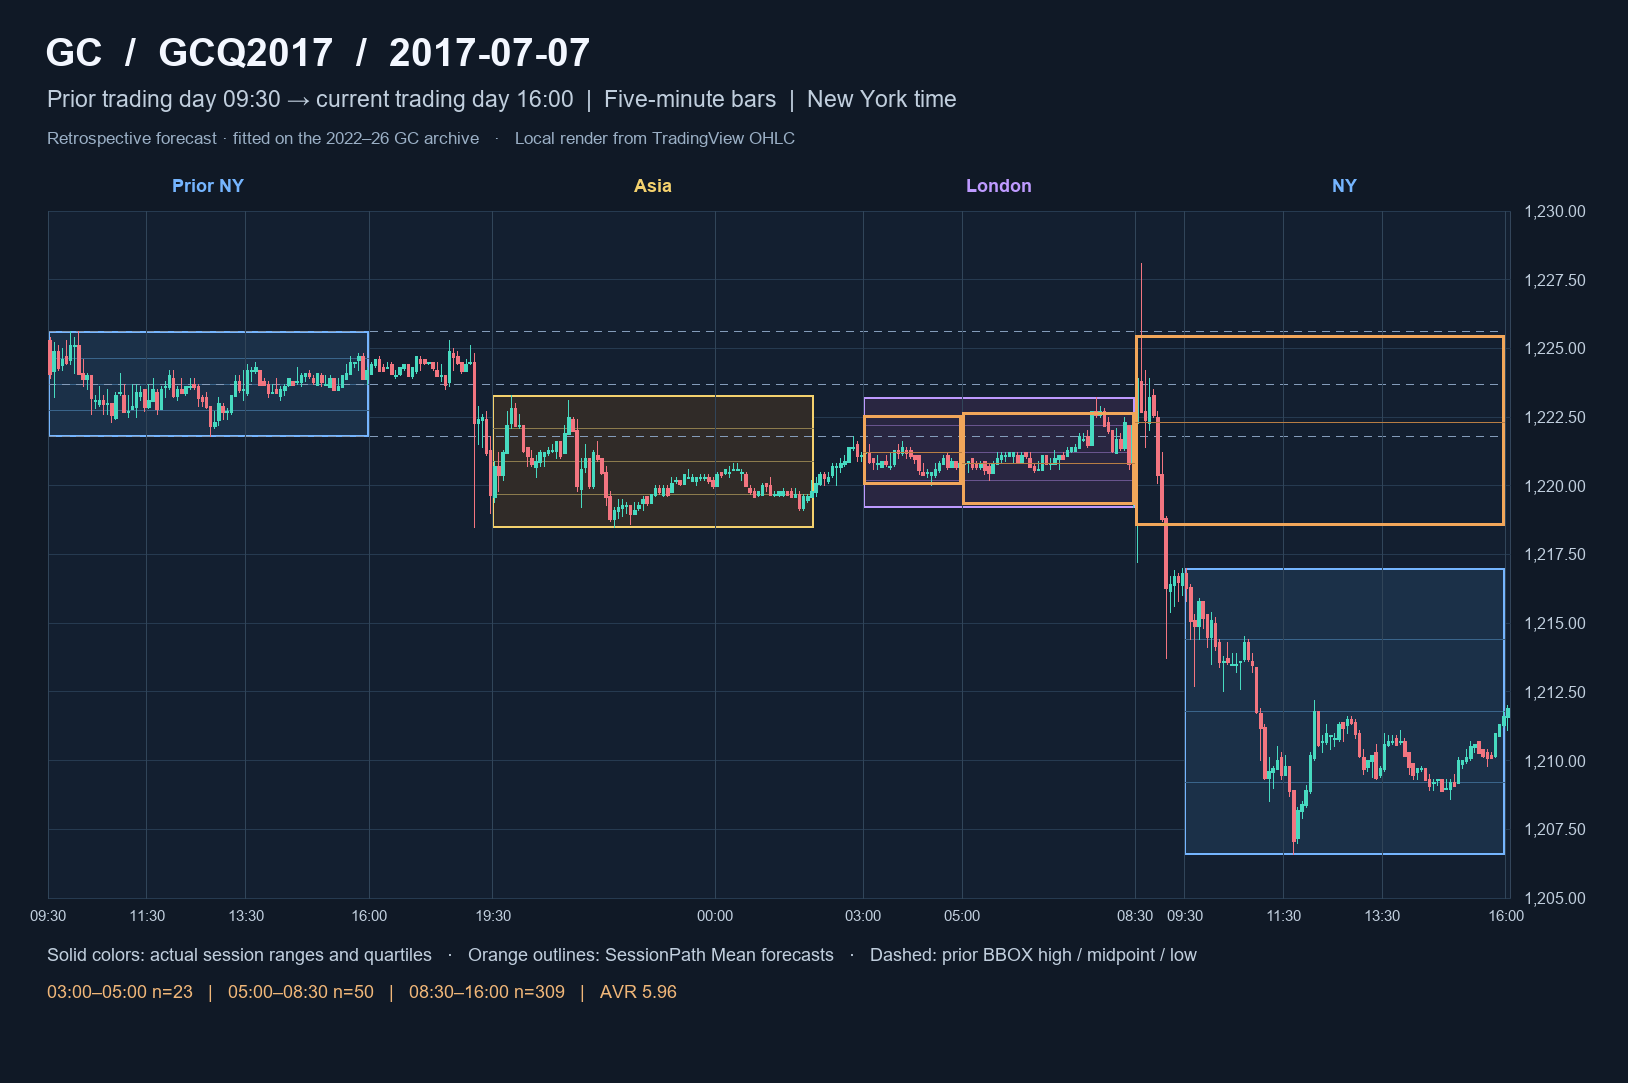 GC / GCQ2017 / 2017-07-07
Prior trading day 09:30 → current trading day 16:00 | Five-minute bars | New York time
Retrospective forecast · fitted on the 2022–26 GC archive · Local render from TradingView OHLC
Prior NY Asia London NY
1,230.00
1,227.50
1,225.00
1,222.50
1,220.00
1,217.50
1,215.00
1,212.50
1,210.00
1,207.50
1,205.00
09:30 11:30 13:30 16:00 19:30 00:00 03:00 05:00 08:30 09:30 11:30 13:30 16:00
Solid colors: actual session ranges and quartiles · Orange outlines: SessionPath Mean forecasts · Dashed: prior BBOX high / midpoint / low
03:00–05:00 n=23 | 05:00–08:30 n=50 | 08:30–16:00 n=309 | AVR 5.96